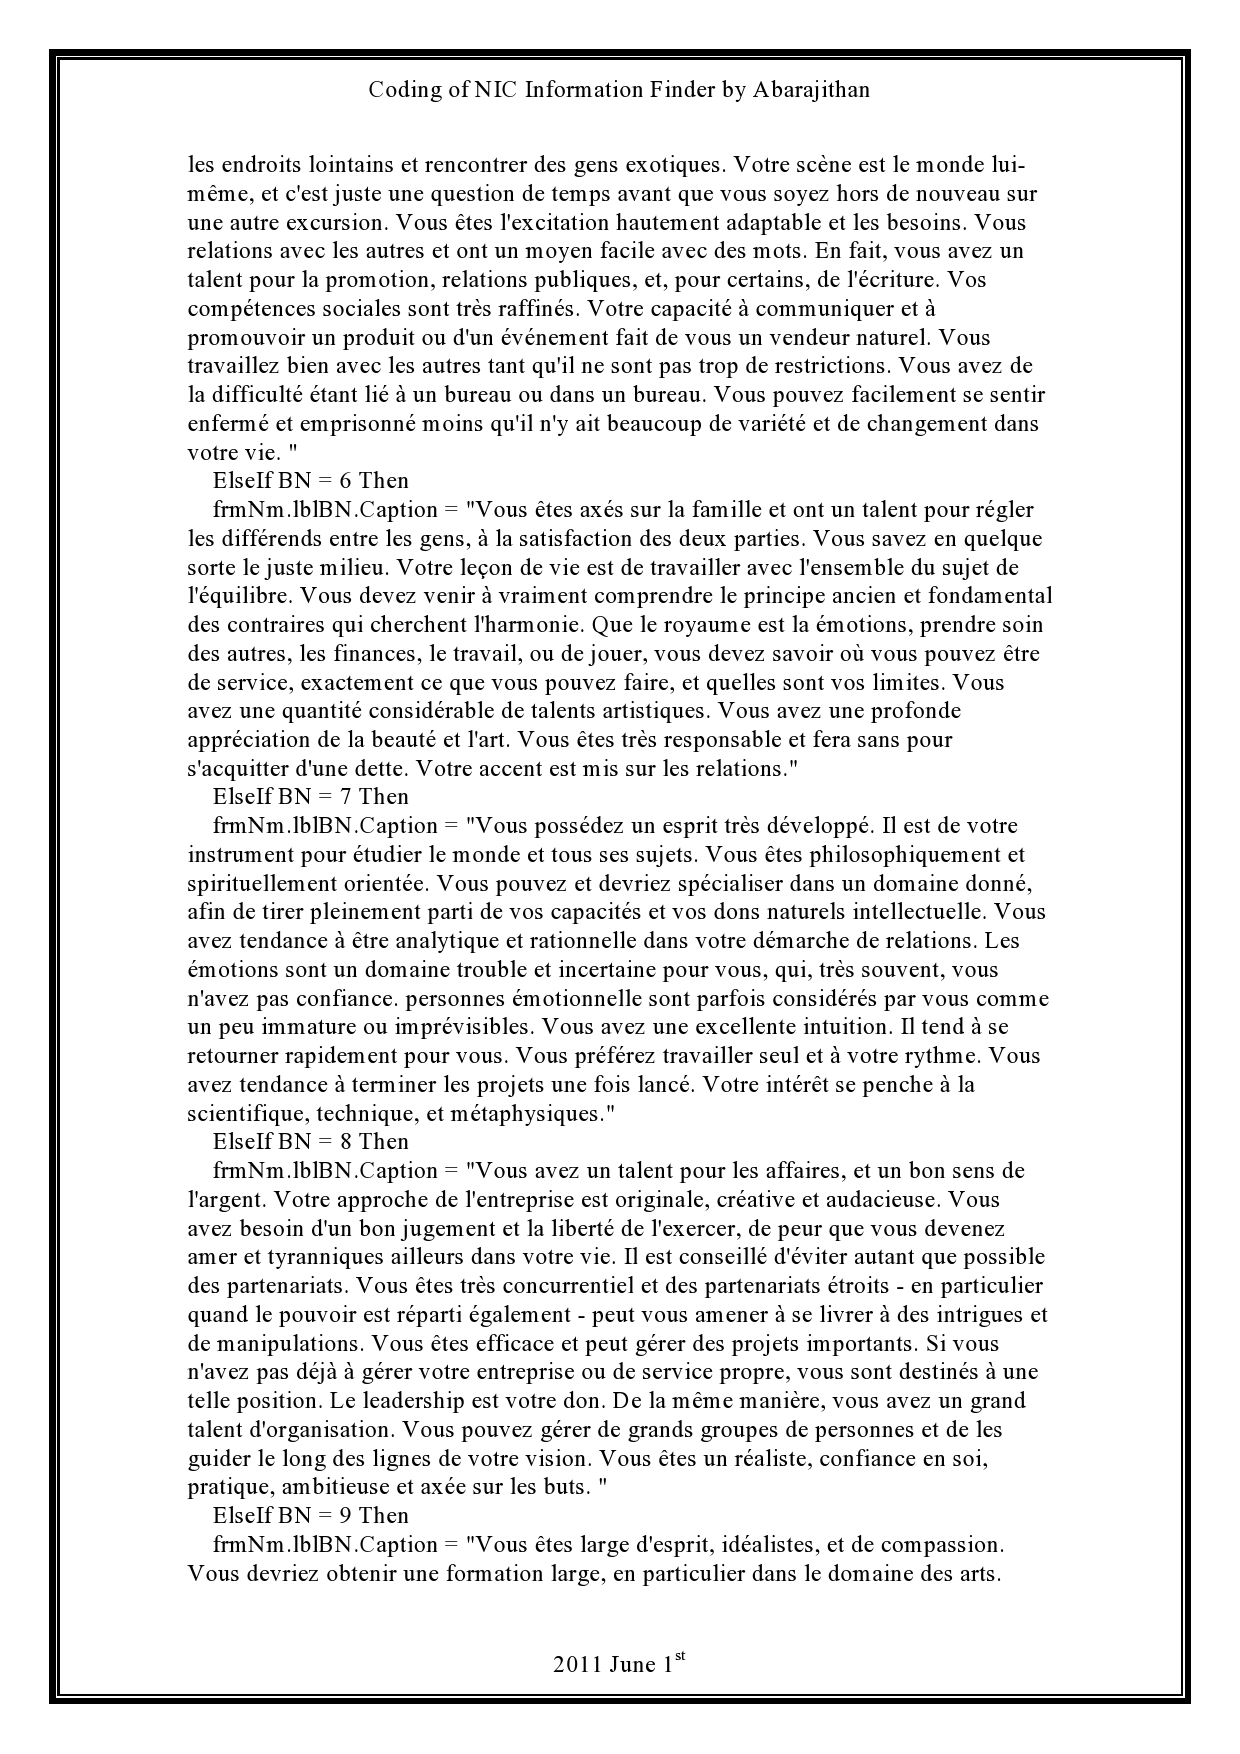 Coding of NIC Information Finder by Abarajithan
les endroits lointains et rencontrer des gens exotiques. Votre scène est le monde lui-
même, et c'est juste une question de temps avant que vous soyez hors de nouveau sur
une autre excursion. Vous êtes l'excitation hautement adaptable et les besoins. Vous
relations avec les autres et ont un moyen facile avec des mots. En fait, vous avez un
talent pour la promotion, relations publiques, et, pour certains, de l'écriture. Vos
compétences sociales sont très raffinés. Votre capacité à communiquer et à
promouvoir un produit ou d'un événement fait de vous un vendeur naturel. Vous
travaillez bien avec les autres tant qu'il ne sont pas trop de restrictions. Vous avez de
la difficulté étant lié à un bureau ou dans un bureau. Vous pouvez facilement se sentir
enfermé et emprisonné moins qu'il n'y ait beaucoup de variété et de changement dans
votre vie. "
ElseIf BN = 6 Then
frmNm.lblBN.Caption = "Vous êtes axés sur la famille et ont un talent pour régler
les différends entre les gens, à la satisfaction des deux parties. Vous savez en quelque
sorte le juste milieu. Votre leçon de vie est de travailler avec l'ensemble du sujet de
l'équilibre. Vous devez venir à vraiment comprendre le principe ancien et fondamental
des contraires qui cherchent l'harmonie. Que le royaume est la émotions, prendre soin
des autres, les finances, le travail, ou de jouer, vous devez savoir où vous pouvez être
de service, exactement ce que vous pouvez faire, et quelles sont vos limites. Vous
avez une quantité considérable de talents artistiques. Vous avez une profonde
appréciation de la beauté et l'art. Vous êtes très responsable et fera sans pour
s'acquitter d'une dette. Votre accent est mis sur les relations."
ElseIf BN = 7 Then
frmNm.lblBN.Caption = "Vous possédez un esprit très développé. Il est de votre
instrument pour étudier le monde et tous ses sujets. Vous êtes philosophiquement et
spirituellement orientée. Vous pouvez et devriez spécialiser dans un domaine donné,
afin de tirer pleinement parti de vos capacités et vos dons naturels intellectuelle. Vous
avez tendance à être analytique et rationnelle dans votre démarche de relations. Les
émotions sont un domaine trouble et incertaine pour vous, qui, très souvent, vous
n'avez pas confiance. personnes émotionnelle sont parfois considérés par vous comme
un peu immature ou imprévisibles. Vous avez une excellente intuition. Il tend à se
retourner rapidement pour vous. Vous préférez travailler seul et à votre rythme. Vous
avez tendance à terminer les projets une fois lancé. Votre intérêt se penche à la
scientifique, technique, et métaphysiques."
ElseIf BN = 8 Then
frmNm.lblBN.Caption = "Vous avez un talent pour les affaires, et un bon sens de
l'argent. Votre approche de l'entreprise est originale, créative et audacieuse. Vous
avez besoin d'un bon jugement et la liberté de l'exercer, de peur que vous devenez
amer et tyranniques ailleurs dans votre vie. Il est conseillé d'éviter autant que possible
des partenariats. Vous êtes très concurrentiel et des partenariats étroits - en particulier
quand le pouvoir est réparti également - peut vous amener à se livrer à des intrigues et
de manipulations. Vous êtes efficace et peut gérer des projets importants. Si vous
n'avez pas déjà à gérer votre entreprise ou de service propre, vous sont destinés à une
telle position. Le leadership est votre don. De la même manière, vous avez un grand
talent d'organisation. Vous pouvez gérer de grands groupes de personnes et de les
guider le long des lignes de votre vision. Vous êtes un réaliste, confiance en soi,
pratique, ambitieuse et axée sur les buts. "
ElseIf BN = 9 Then
frmNm.lblBN.Caption = "Vous êtes large d'esprit, idéalistes, et de compassion.
Vous devriez obtenir une formation large, en particulier dans le domaine des arts.
2011 June 1st